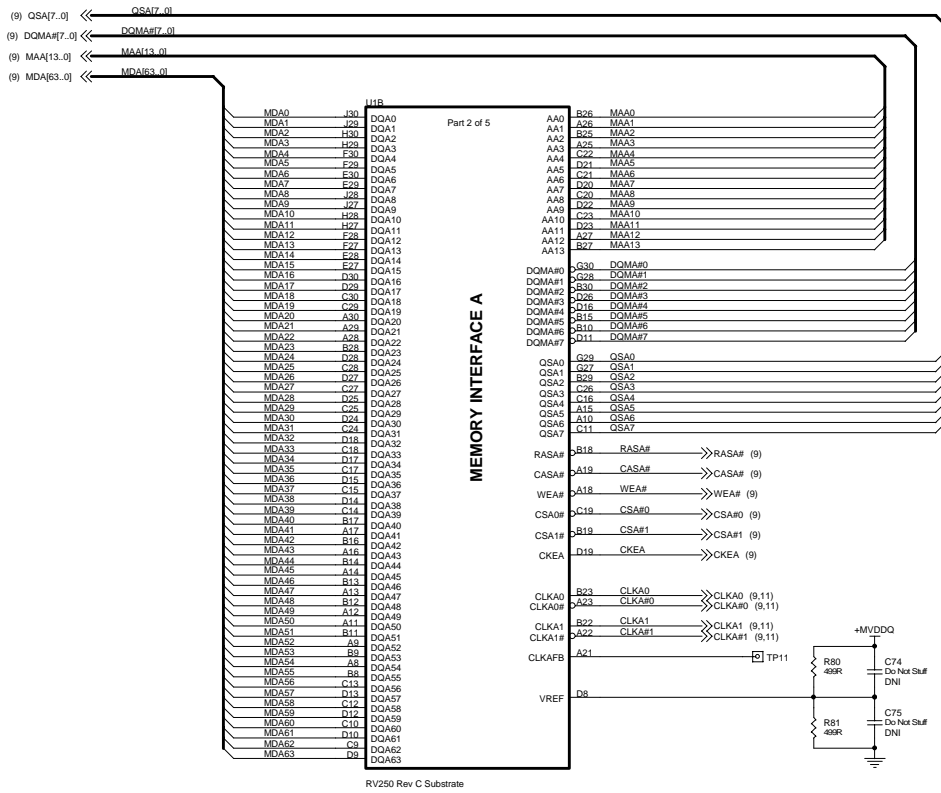 (9) QSA[7..0] QSA[7..0]
(9) DQMA#[7..0] DQMA#[7..0]
(9) MAA[13..0] MAA[13..0]
(9) MDA[63..0] MDA[63..0]
U1B
Part 2 of 5
MEMORY INTERFACE A
MDA0 J30 DQA0
MDA1 J29 DQA1
MDA2 H30 DQA2
MDA3 H29 DQA3
MDA4 F30 DQA4
MDA5 F29 DQA5
MDA6 E30 DQA6
MDA7 E29 DQA7
MDA8 J28 DQA8
MDA9 J27 DQA9
MDA10 H28 DQA10
MDA11 H27 DQA11
MDA12 F28 DQA12
MDA13 F27 DQA13
MDA14 E28 DQA14
MDA15 E27 DQA15
MDA16 D30 DQA16
MDA17 D29 DQA17
MDA18 C30 DQA18
MDA19 C29 DQA19
MDA20 A30 DQA20
MDA21 A29 DQA21
MDA22 A28 DQA22
MDA23 B28 DQA23
MDA24 D28 DQA24
MDA25 C28 DQA25
MDA26 D27 DQA26
MDA27 C27 DQA27
MDA28 D25 DQA28
MDA29 C25 DQA29
MDA30 D24 DQA30
MDA31 C24 DQA31
MDA32 D18 DQA32
MDA33 C18 DQA33
MDA34 D17 DQA34
MDA35 C17 DQA35
MDA36 D15 DQA36
MDA37 C15 DQA37
MDA38 D14 DQA38
MDA39 C14 DQA39
MDA40 B17 DQA40
MDA41 A17 DQA41
MDA42 B16 DQA42
MDA43 A16 DQA43
MDA44 B14 DQA44
MDA45 A14 DQA45
MDA46 B13 DQA46
MDA47 A13 DQA47
MDA48 B12 DQA48
MDA49 A12 DQA49
MDA50 A11 DQA50
MDA51 B11 DQA51
MDA52 A9 DQA52
MDA53 B9 DQA53
MDA54 A8 DQA54
MDA55 B8 DQA55
MDA56 C13 DQA56
MDA57 D13 DQA57
MDA58 C12 DQA58
MDA59 D12 DQA59
MDA60 C10 DQA60
MDA61 D10 DQA61
MDA62 C9 DQA62
MDA63 D9 DQA63
AA0 B26 MAA0
AA1 A26 MAA1
AA2 B25 MAA2
AA3 A25 MAA3
AA4 C22 MAA4
AA5 D21 MAA5
AA6 C21 MAA6
AA7 D20 MAA7
AA8 C20 MAA8
AA9 D22 MAA9
AA10 C23 MAA10
AA11 D23 MAA11
AA12 A27 MAA12
AA13 B27 MAA13
DQMA#0 G30 DQMA#0
DQMA#1 G28 DQMA#1
DQMA#2 B30 DQMA#2
DQMA#3 D26 DQMA#3
DQMA#4 D16 DQMA#4
DQMA#5 B15 DQMA#5
DQMA#6 B10 DQMA#6
DQMA#7 D11 DQMA#7
QSA0 G29 QSA0
QSA1 G27 QSA1
QSA2 B29 QSA2
QSA3 C26 QSA3
QSA4 C16 QSA4
QSA5 A15 QSA5
QSA6 A10 QSA6
QSA7 C11 QSA7
RASA# B18 RASA# RASA# (9)
CASA# A19 CASA# CASA# (9)
WEA# A18 WEA# WEA# (9)
CSA0# C19 CSA#0 CSA#0 (9)
CSA1# B19 CSA#1 CSA#1 (9)
CKEA D19 CKEA CKEA (9)
CLKA0 B23 CLKA0 CLKA0 (9,11)
CLKA0# A23 CLKA#0 CLKA#0 (9,11)
CLKA1 B22 CLKA1 CLKA1 (9,11)
CLKA1# A22 CLKA#1 CLKA#1 (9,11)
CLKAFB A21 TP11
VREF D8
+MVDDQ
R80
499R
C74
Do Not Stuff
DNI
R81
499R
C75
Do Not Stuff
DNI
RV250 Rev C Substrate